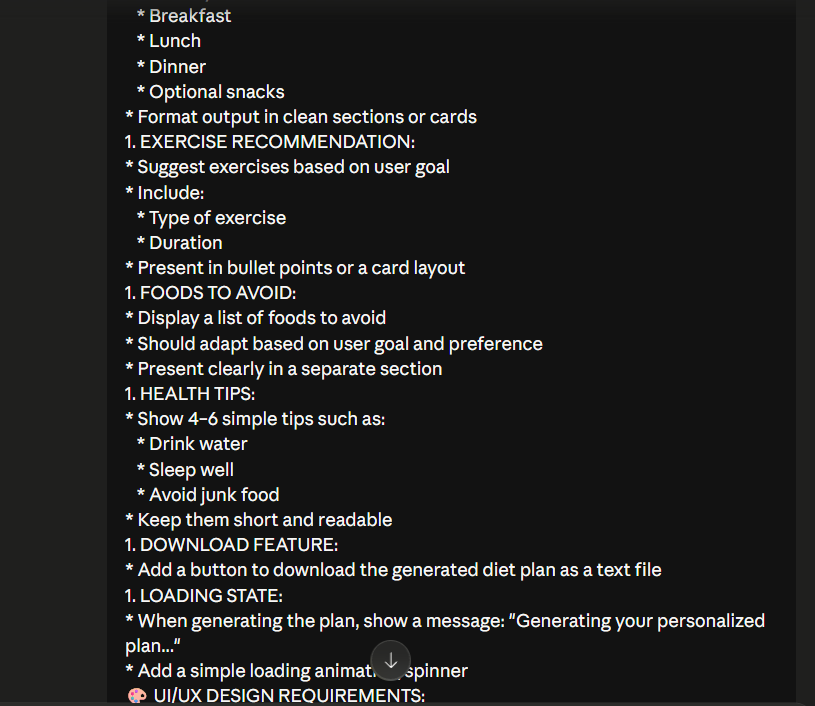 * Breakfast
* Lunch
* Dinner
* Optional snacks
* Format output in clean sections or cards
1. EXERCISE RECOMMENDATION:
* Suggest exercises based on user goal
* Include:
* Type of exercise
* Duration
* Present in bullet points or a card layout
1. FOODS TO AVOID:
* Display a list of foods to avoid
* Should adapt based on user goal and preference
* Present clearly in a separate section
1. HEALTH TIPS:
* Show 4–6 simple tips such as:
* Drink water
* Sleep well
* Avoid junk food
* Keep them short and readable
1. DOWNLOAD FEATURE:
* Add a button to download the generated diet plan as a text file
1. LOADING STATE:
* When generating the plan, show a message: "Generating your personalized
plan..."
* Add a simple loading spinner
🎨 UI/UX DESIGN REQUIREMENTS: